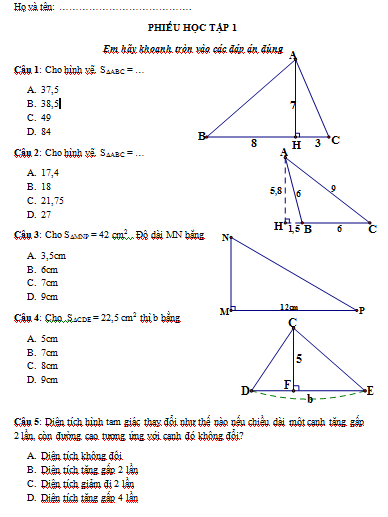 Họ và tên: ……………………………………
PHIẾU HỌC TẬP 1
Em hãy khoanh tròn vào các đáp án đúng
Câu 1: Cho hình vẽ. SΔABC = …
A. 37,5
B. 38,5
C. 49
D. 84
A
7
B
8
H
3
C
Câu 2: Cho hình vẽ. SΔABC = …
A. 17,4
B. 18
C. 21,75
D. 27
A
5,8
6
9
H
1,5
B
6
C
Câu 3: Cho SΔMNP = 42 cm². Độ dài MN bằng
A. 3,5cm
B. 6cm
C. 7cm
D. 9cm
N
M
12cm
P
Câu 4: Cho SΔCDE = 22,5 cm² thì b bằng
A. 5cm
B. 7cm
C. 8cm
D. 9cm
C
5
D
F
E
b
Câu 5: Diện tích hình tam giác thay đổi như thế nào nếu chiều dài một cạnh tăng gấp
2 lần, còn đường cao tương ứng với cạnh đó không đổi?
A. Diện tích không đổi
B. Diện tích tăng gấp 2 lần
C. Diện tích giảm đi 2 lần
D. Diện tích tăng gấp 4 lần